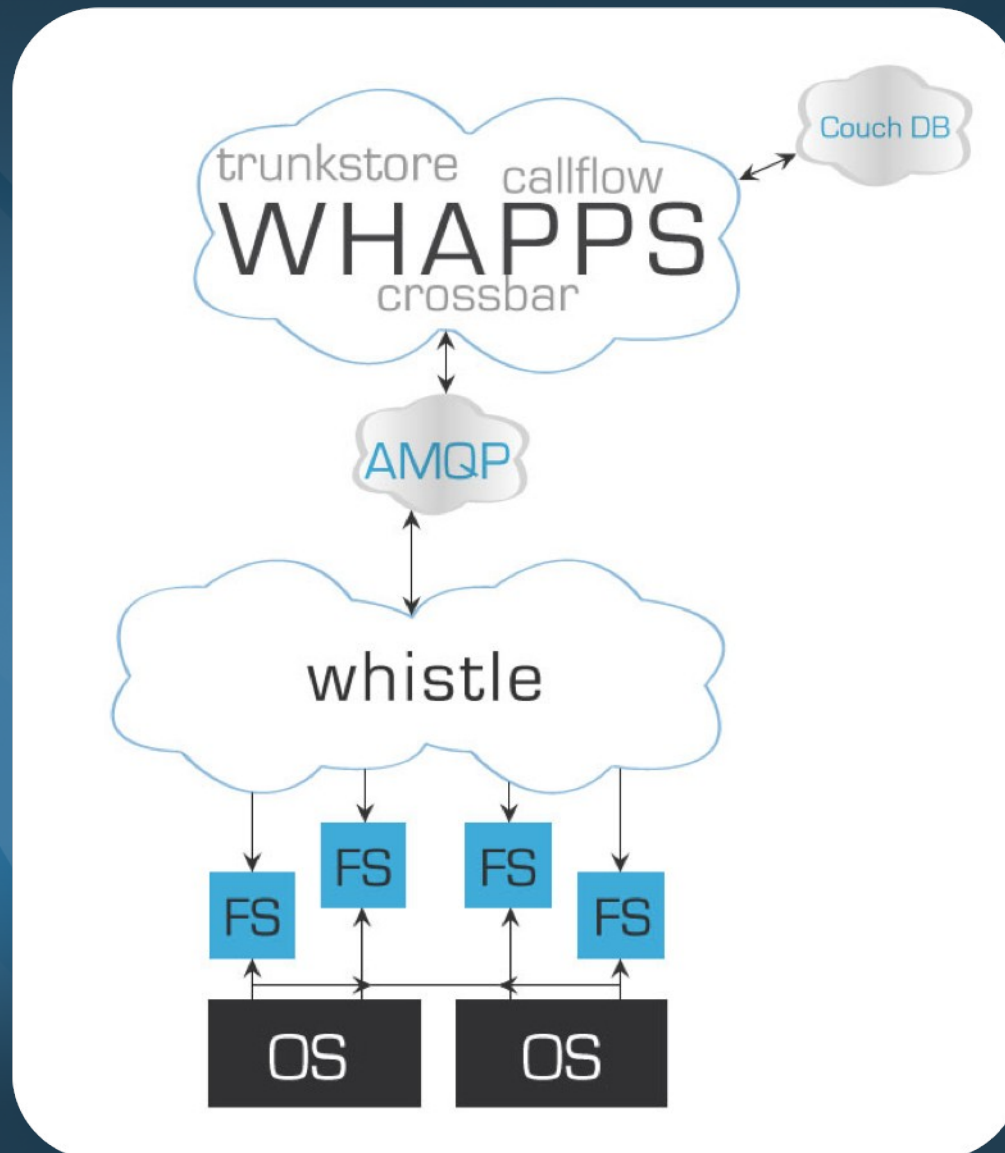 Couch DB
trunkstore
callflow
WHAPPS
crossbar
AMQP
whistle
FS
FS
FS
FS
OS
OS